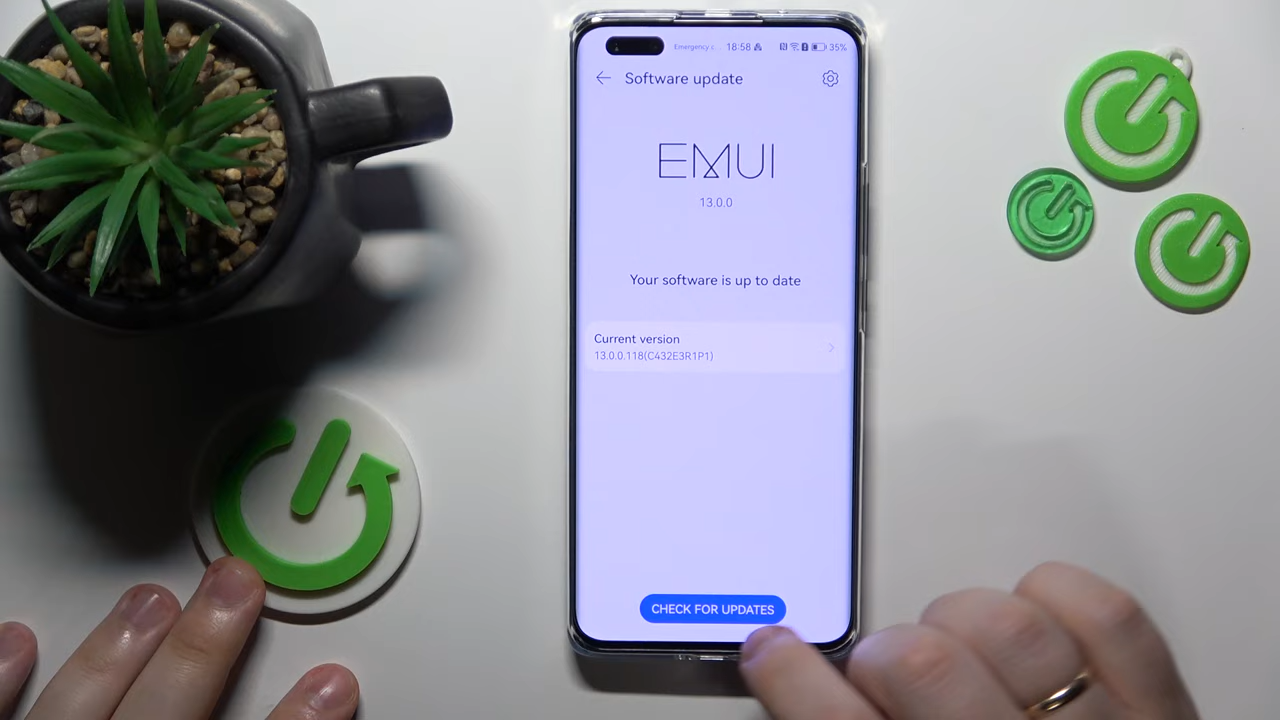 Emergency c... 18:58 35%
Software update
EMUI
13.0.0
Your software is up to date
Current version
13.0.0.118(C432E3R1P1)
CHECK FOR UPDATES